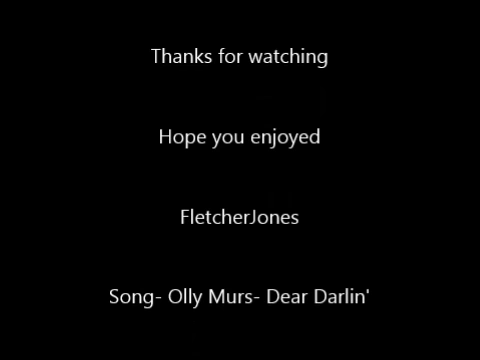 Thanks for watching
Hope you enjoyed
FletcherJones
Song- Olly Murs- Dear Darlin'